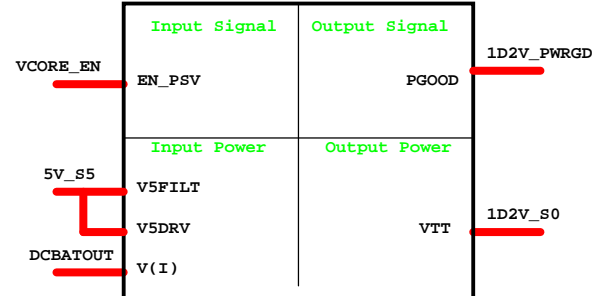 Input Signal Output Signal
VCORE_EN EN_PSV PGOOD 1D2V_PWRGD
Input Power Output Power
5V_S5 V5FILT
V5DRV VTT 1D2V_S0
DCBATOUT V(I)